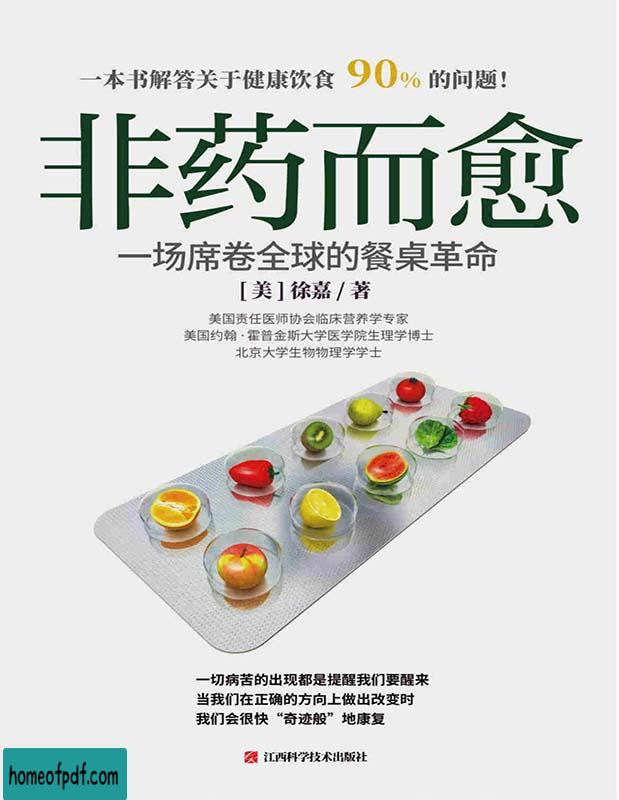 一本书解答关于健康饮食 90% 的问题！
非药而愈
一场席卷全球的餐桌革命
[美]徐嘉/著
美国责任医师协会临床营养学专家
美国约翰·霍普金斯大学医学院生理学博士
北京大学生物物理学学士
一切病苦的出现都是提醒我们要醒来
当我们在正确的方向上做出改变时
我们会很快“奇迹般”地康复
江西科学技术出版社
homeofpdf.com